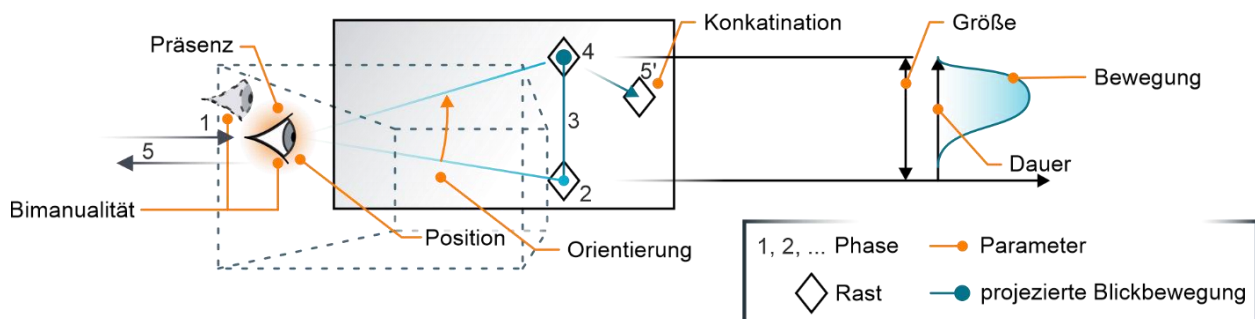 Präsenz
Konkatination
Größe
Bewegung
4
5'
3
1
5
2
Dauer
Bimanualität
Position
Orientierung
1, 2, ... Phase
Parameter
Rast
projezierte Blickbewegung